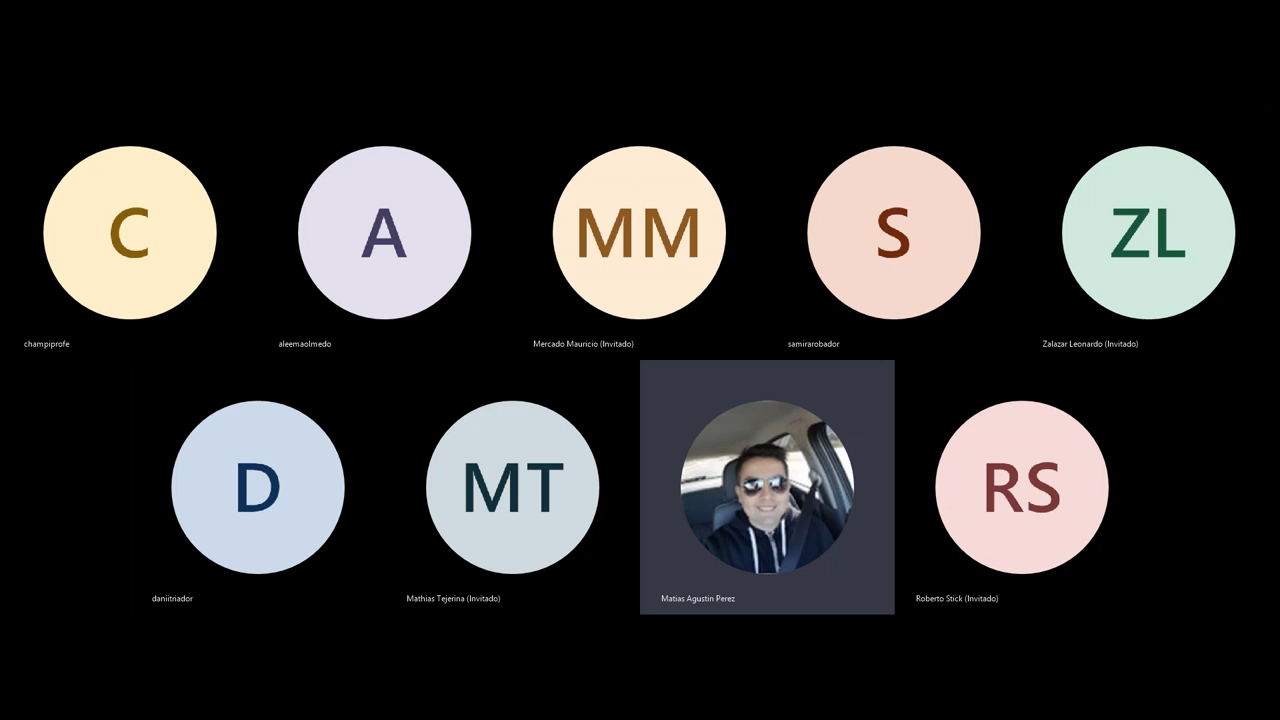 C
A
MM
S
ZL
champiprofe
aleemaolmedo
Mercado Mauricio (Invitado)
samirarobador
Zalazar Leonardo (Invitado)
D
MT
RS
daniitriador
Mathias Tejerina (Invitado)
Matias Agustin Perez
Roberto Stick (Invitado)